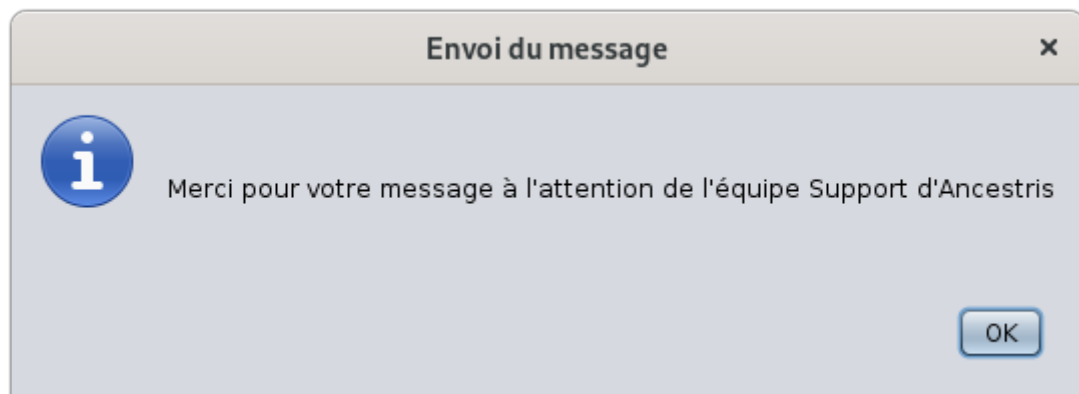 Envoi du message
Merci pour votre message à l'attention de l'équipe Support d'Ancestris
OK